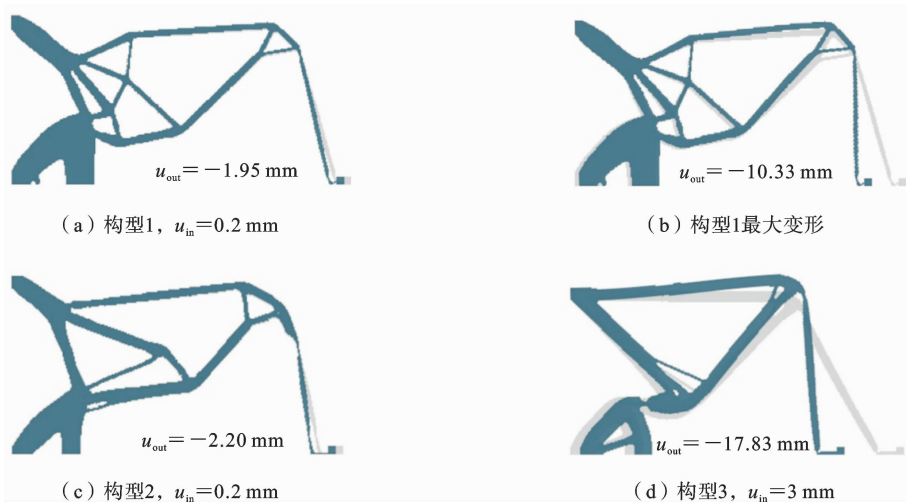 u_out=−1.95 mm
u_out=−10.33 mm
（a）构型1，u_in=0.2 mm
（b）构型1最大变形
u_out=−2.20 mm
u_out=−17.83 mm
（c）构型2，u_in=0.2 mm
（d）构型3，u_in=3 mm